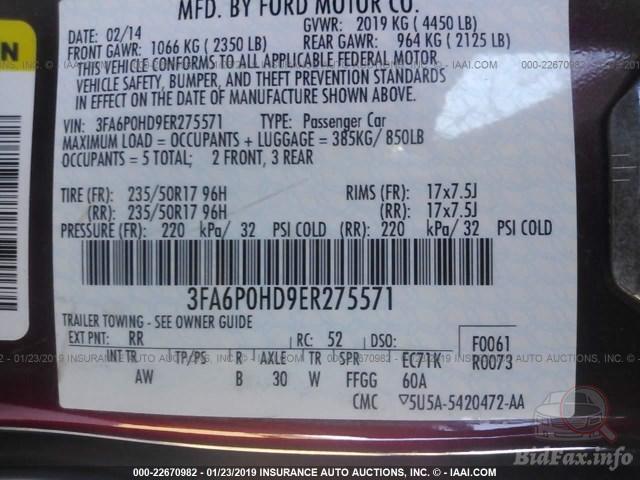 MFD. BY FORD MOTOR CO.
DATE: 02/14 GVWR: 2019 KG ( 4450 LB)
FRONT GAWR: 1066 KG ( 2350 LB) REAR GAWR: 964 KG ( 2125 LB)
THIS VEHICLE CONFORMS TO ALL APPLICABLE FEDERAL MOTOR
VEHICLE SAFETY, BUMPER, AND THEFT PREVENTION STANDARDS
IN EFFECT ON THE DATE OF MANUFACTURE SHOWN ABOVE.
VIN: 3FA6P0HD9ER275571 TYPE: Passenger Car
MAXIMUM LOAD = OCCUPANTS + LUGGAGE = 385KG/ 850LB
OCCUPANTS = 5 TOTAL; 2 FRONT, 3 REAR
TIRE (FR): 235/50R17 96H RIMS (FR): 17x7.5J
(RR): 235/50R17 96H (RR): 17x7.5J
PRESSURE (FR): 220 kPa/ 32 PSI COLD (RR): 220 kPa/ 32 PSI COLD
3FA6P0HD9ER275571
TRAILER TOWING - SEE OWNER GUIDE
EXT PNT: RR RC: 52 DSO: F0061
R0073
INT TR TP/PS R AXLE TR SPR EC71K
AW B 30 W FFGG 60A
CMC 5U5A-5420472-AA
000-22670982 - 01/23/2019 INSURANCE AUTO AUCTIONS, INC. - IAAI.COM
BidFax.info